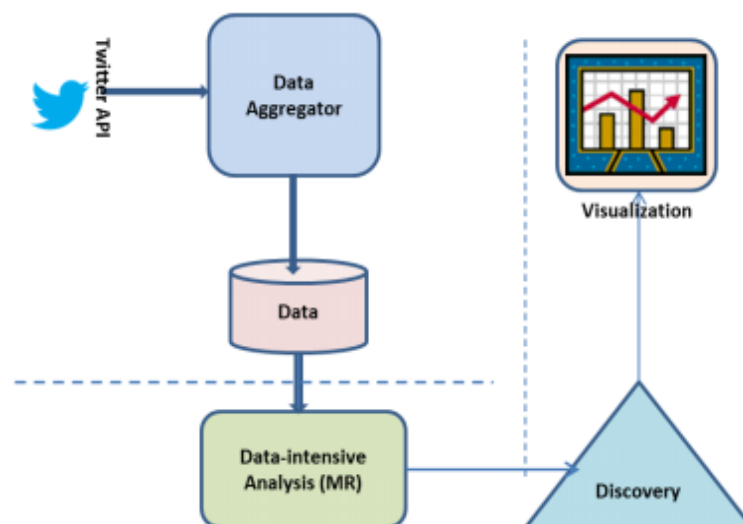 Twitter API
Data
Aggregator
Visualization
Data
Data-intensive
Analysis (MR)
Discovery